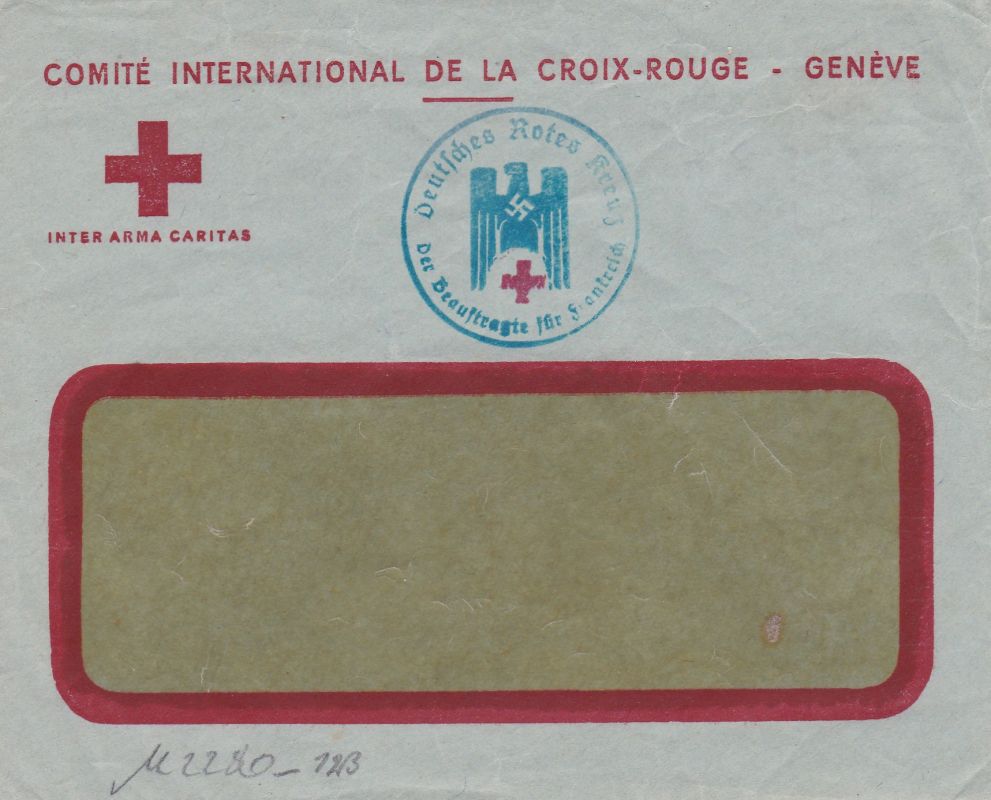 COMITÉ INTERNATIONAL DE LA CROIX-ROUGE - GENÈVE
INTER ARMA CARITAS
Deutsches Rotes Kreuz
Der Beauftragte für Frankreich